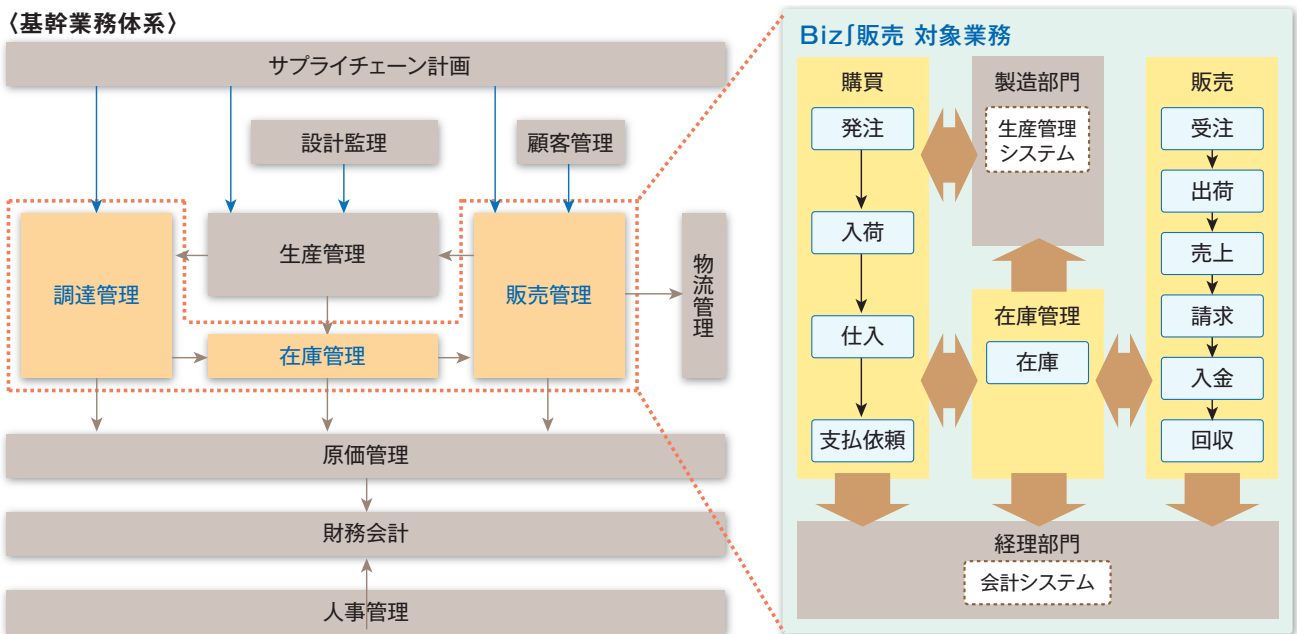 〈基幹業務体系〉
サプライチェーン計画
設計監理
顧客管理
調達管理
生産管理
販売管理
物流管理
在庫管理
原価管理
財務会計
人事管理
Biz∫販売 対象業務
購買
発注
入荷
仕入
支払依頼
製造部門
生産管理
システム
在庫管理
在庫
販売
受注
出荷
売上
請求
入金
回収
経理部門
会計システム